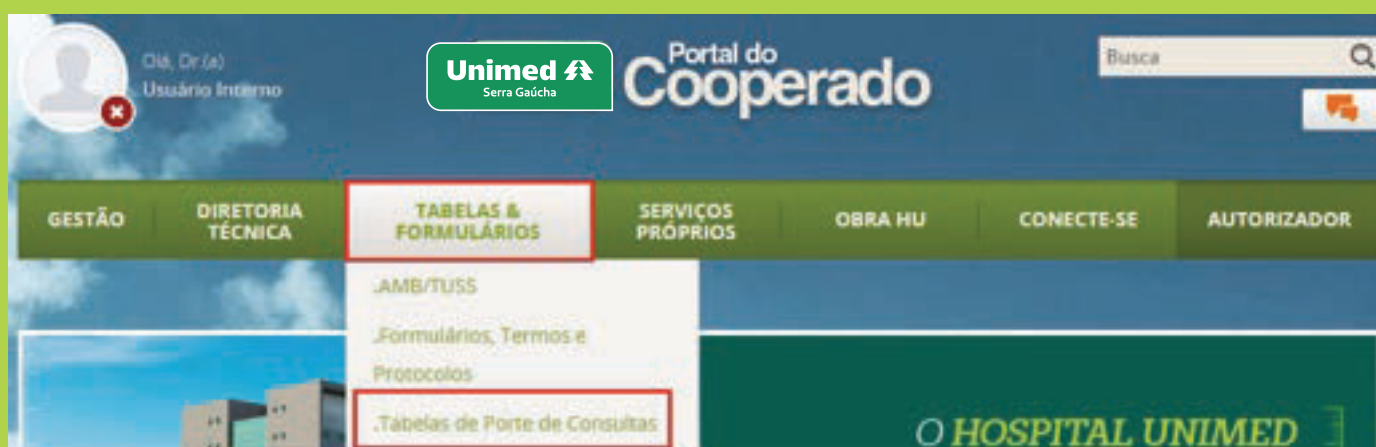 Olá, Dr.(a)
Usuário Interno
Unimed
Serra Gaúcha
Portal do
Cooperado
Busca
GESTÃO
DIRETORIA
TÉCNICA
TABELAS &
FORMULÁRIOS
SERVIÇOS
PRÓPRIOS
OBRA HU
CONECTE-SE
AUTORIZADOR
.AMB/TUSS
.Formulários, Termos e
Protocolos
.Tabelas de Porte de Consultas
O HOSPITAL UNIMED